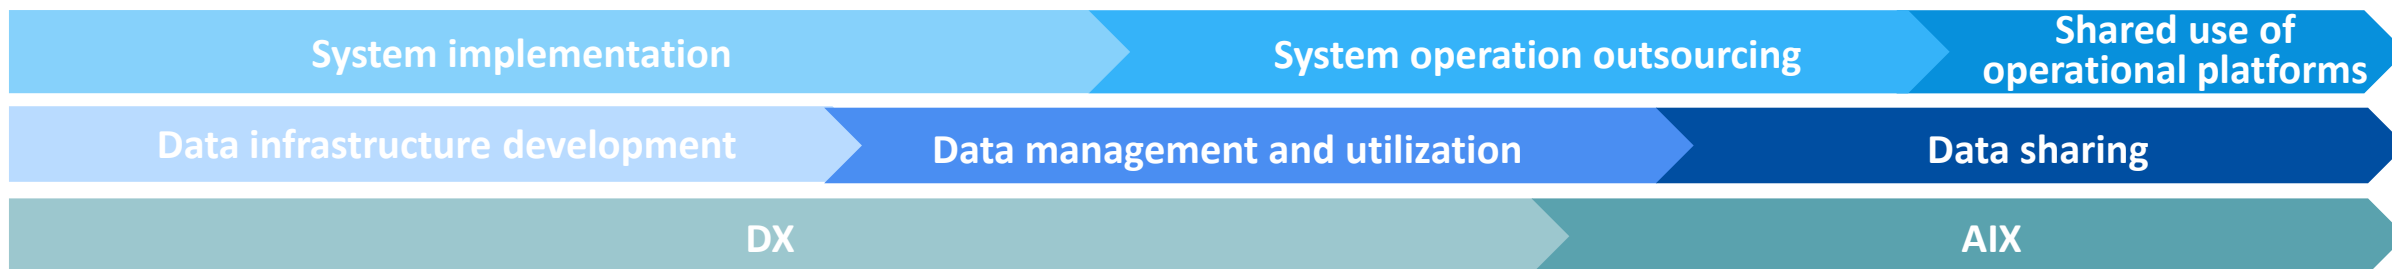 System implementation
System operation outsourcing
Shared use of
operational platforms
Data infrastructure development
Data management and utilization
Data sharing
DX
AIX